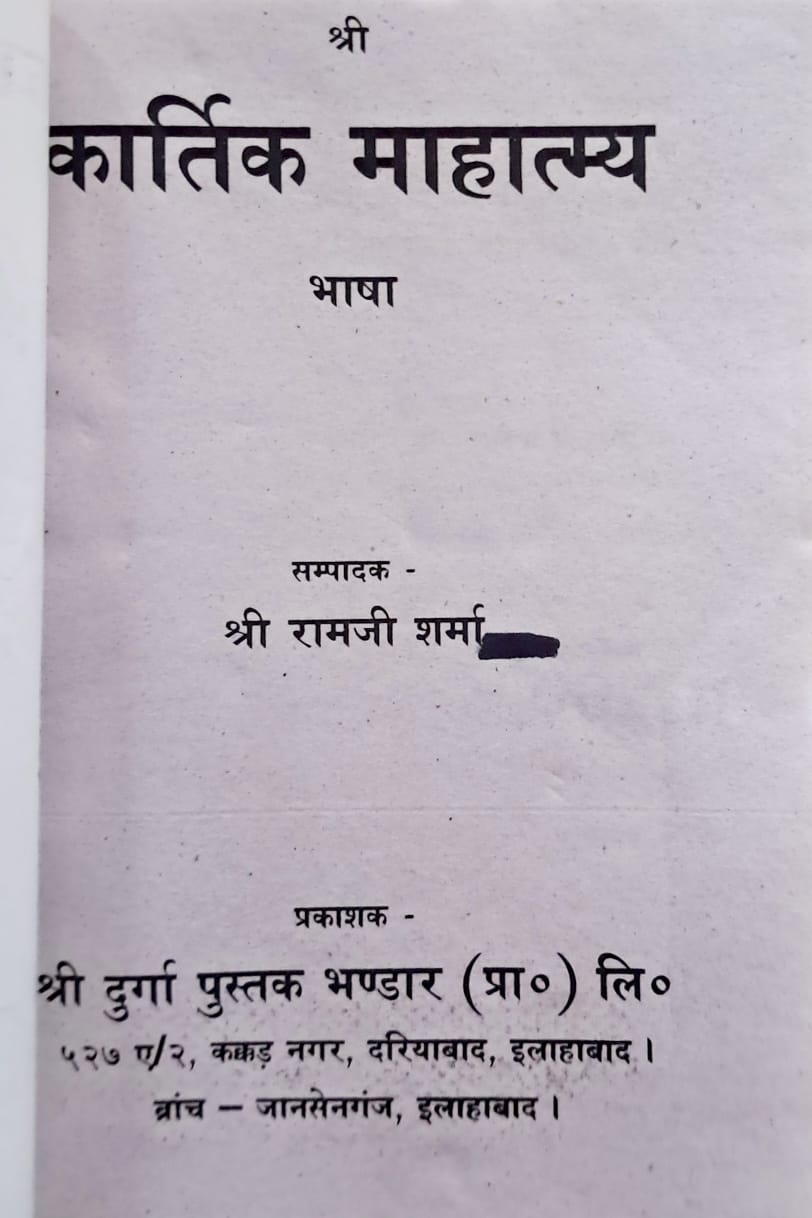 श्री
कार्तिक माहात्म्य
भाषा
सम्पादक -
श्री रामजी शर्मा
प्रकाशक -
श्री दुर्गा पुस्तक भण्डार (प्रा०) लि०
५२७ ए/२, कक्कड़ नगर, दरियाबाद, इलाहाबाद ।
ब्रांच – जानसेनगंज, इलाहाबाद ।